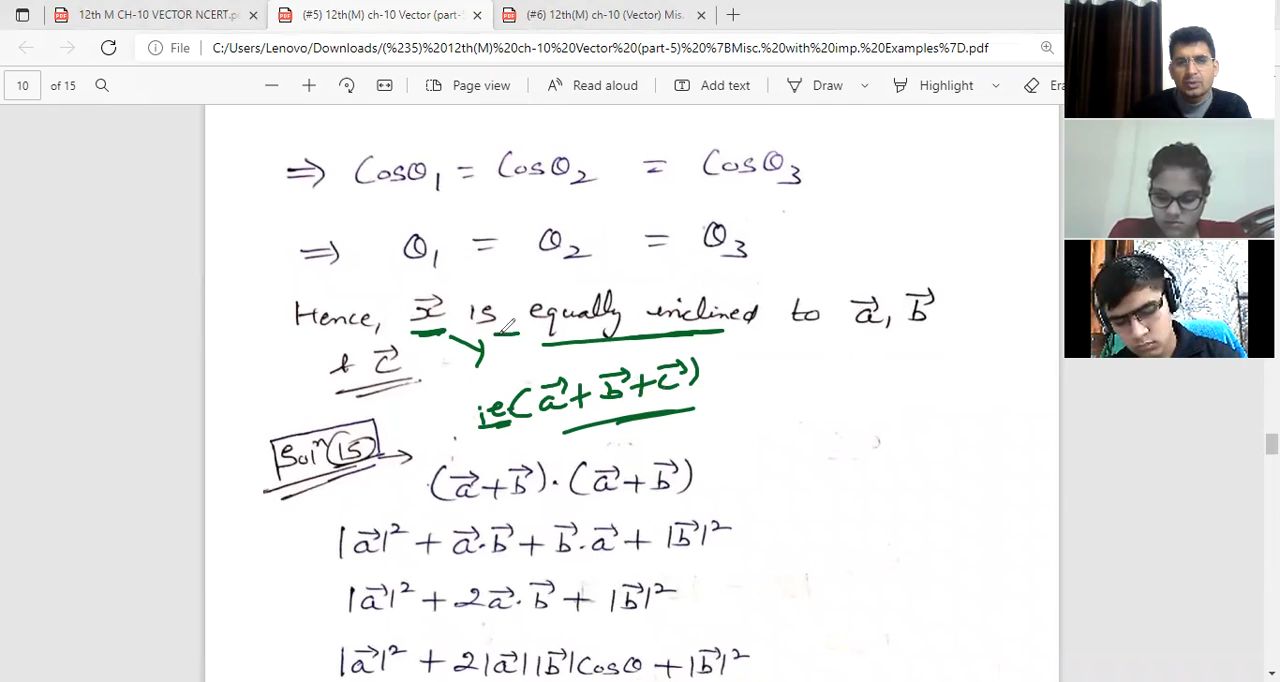 12th M CH-10 VECTOR NCERT.p
(#5) 12th(M) ch-10 Vector (part-
(#6) 12th(M) ch-10 (Vector) Mis
File C:/Users/Lenovo/Downloads/(%235)%2012th(M)%20ch-10%20Vector%20(part-5)%20%7BMisc.%20with%20imp.%20Examples%7D.pdf
10 of 15 Page view Read aloud Add text Draw Highlight Era
⇒ Cosθ₁ = Cosθ₂ = Cosθ₃
⇒ θ₁ = θ₂ = θ₃
Hence, x⃗ is equally inclined to a⃗, b⃗
& c⃗
ie(a⃗+b⃗+c⃗)
Solⁿ(15) → (a⃗+b⃗)·(a⃗+b⃗)
|a⃗|² + a⃗·b⃗ + b⃗·a⃗ + |b⃗|²
|a⃗|² + 2a⃗·b⃗ + |b⃗|²
|a⃗|² + 2|a⃗||b⃗|Cosθ + |b⃗|²